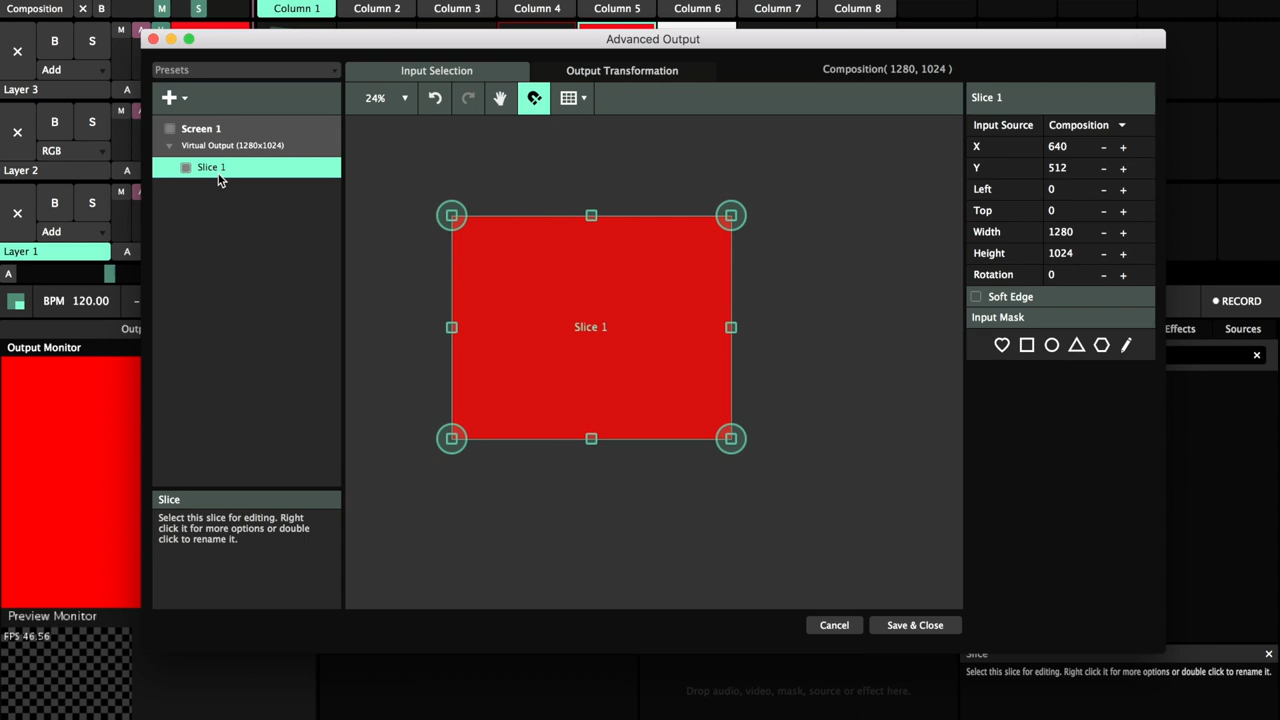 Composition
B
M
S
Column 1
Column 2
Column 3
Column 4
Column 5
Column 6
Column 7
Column 8
B
S
M
Add
Layer 3
A
B
S
M
RGB
Layer 2
A
B
S
M
Add
Layer 1
A
A
BPM 120.00
RECORD
Effects
Sources
Output Monitor
Preview Monitor
FPS 46.56
Advanced Output
Presets
Input Selection
Output Transformation
Composition( 1280, 1024 )
24%
Screen 1
Virtual Output (1280x1024)
Slice 1
Slice 1
Slice 1
Input Source
Composition
X
640
- +
Y
512
- +
Left
0
- +
Top
0
- +
Width
1280
- +
Height
1024
- +
Rotation
0
- +
Soft Edge
Input Mask
Slice
Select this slice for editing. Right
click it for more options or double
click to rename it.
Cancel
Save & Close
Slice
Select this slice for editing. Right click it for more options or double click to rename it.
Drop audio, video, mask, source or effect here.